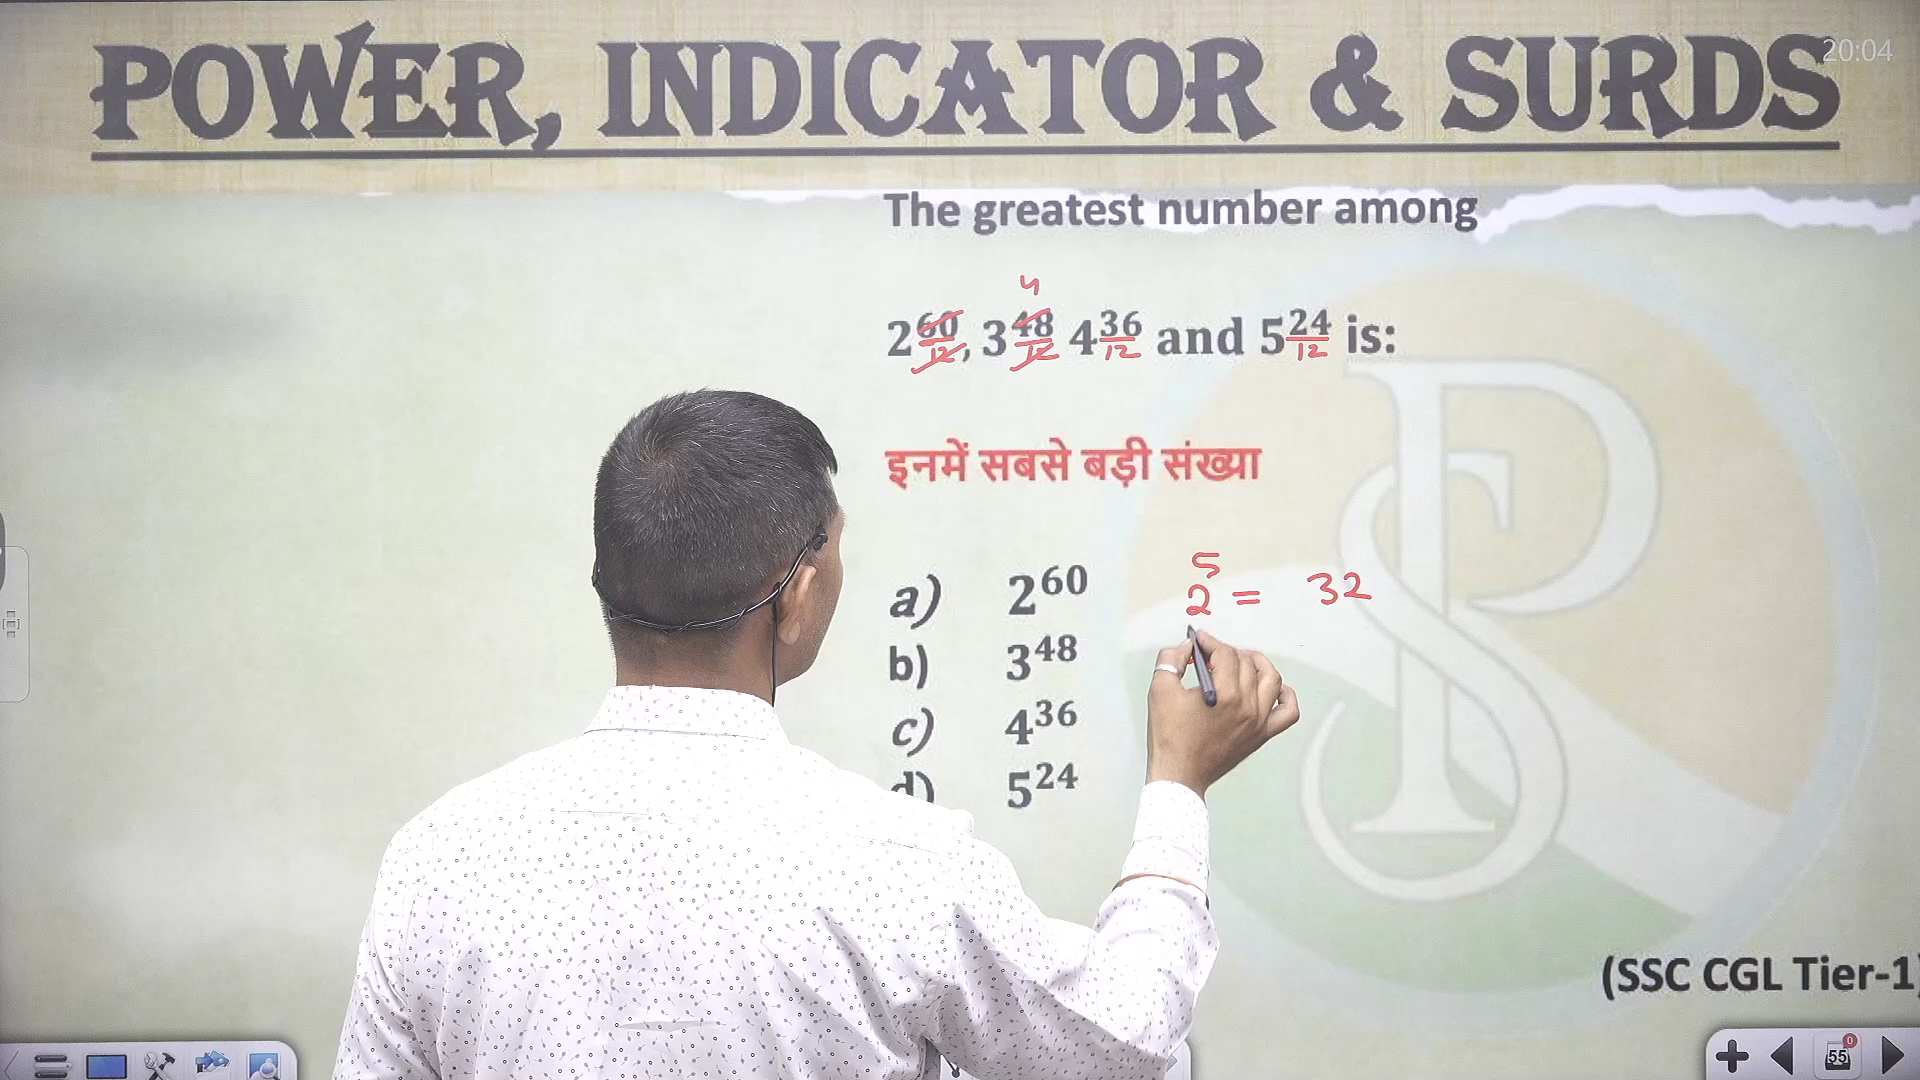 POWER, INDICATOR & SURDS
20:04
The greatest number among
4
2^60/12, 3^48/12 4^36/12 and 5^24/12 is:
इनमें सबसे बड़ी संख्या
a) 2^60
2^5 = 32
b) 3^48
c) 4^36
d) 5^24
(SSC CGL Tier-1)
0
55